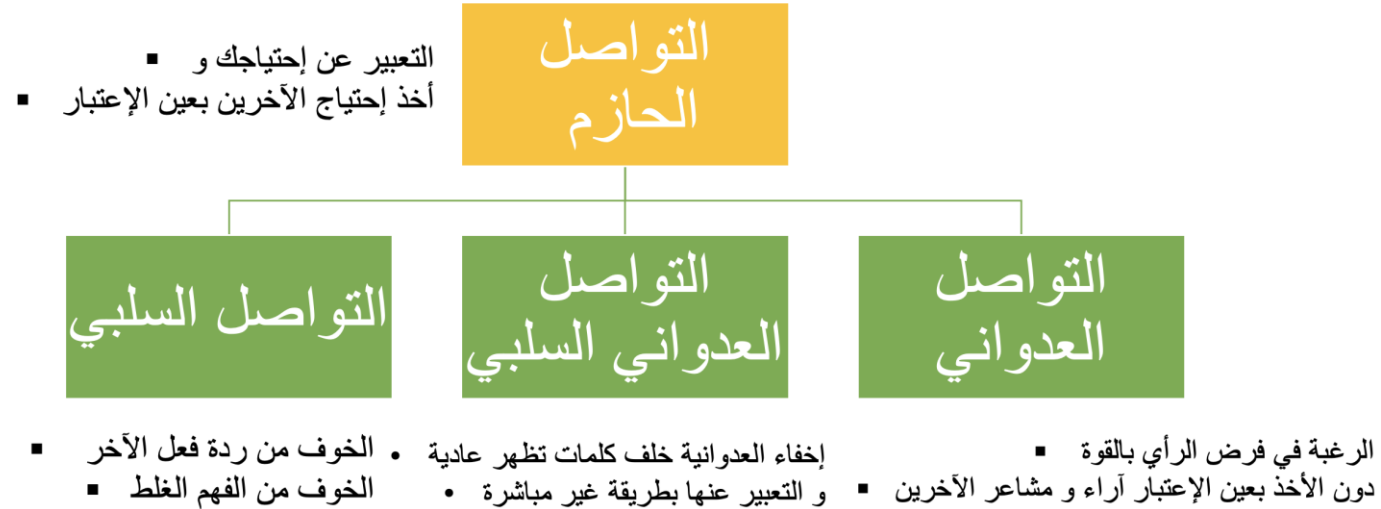 التواصل
الحازم
▪ التعبير عن إحتياجك و
▪ أخذ إحتياج الآخرين بعين الإعتبار
التواصل
العدواني
التواصل
العدواني السلبي
التواصل السلبي
▪ الرغبة في فرض الرأي بالقوة
▪ دون الأخذ بعين الإعتبار آراء و مشاعر الآخرين
• إخفاء العدوانية خلف كلمات تظهر عادية
• و التعبير عنها بطريقة غير مباشرة
▪ الخوف من ردة فعل الآخر
▪ الخوف من الفهم الغلط